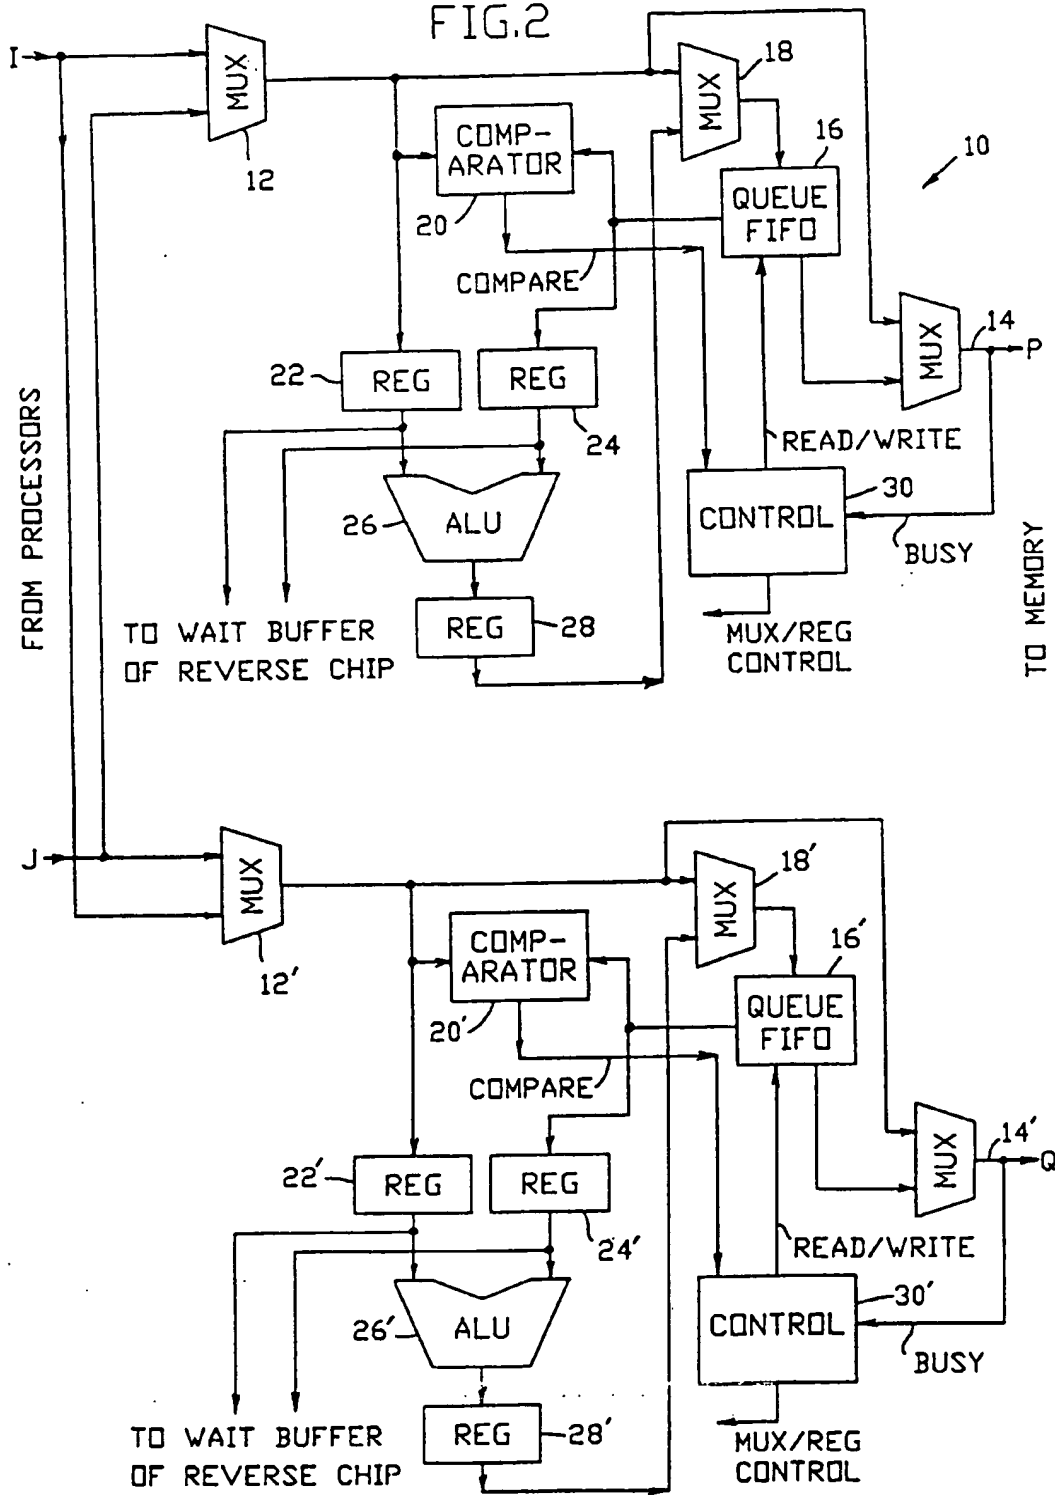 FIG.2
I
MUX
12
MUX
18
COMP-
ARATOR
20
16
QUEUE
FIFO
10
COMPARE
MUX
14
P
22
REG
REG
24
READ/WRITE
FROM PROCESSORS
26
ALU
CONTROL
30
BUSY
TO MEMORY
TO WAIT BUFFER
OF REVERSE CHIP
REG
28
MUX/REG
CONTROL
J
MUX
12'
MUX
18'
COMP-
ARATOR
20'
16'
QUEUE
FIFO
COMPARE
MUX
14'
Q
22'
REG
REG
24'
READ/WRITE
26'
ALU
CONTROL
30'
BUSY
TO WAIT BUFFER
OF REVERSE CHIP
REG
28'
MUX/REG
CONTROL